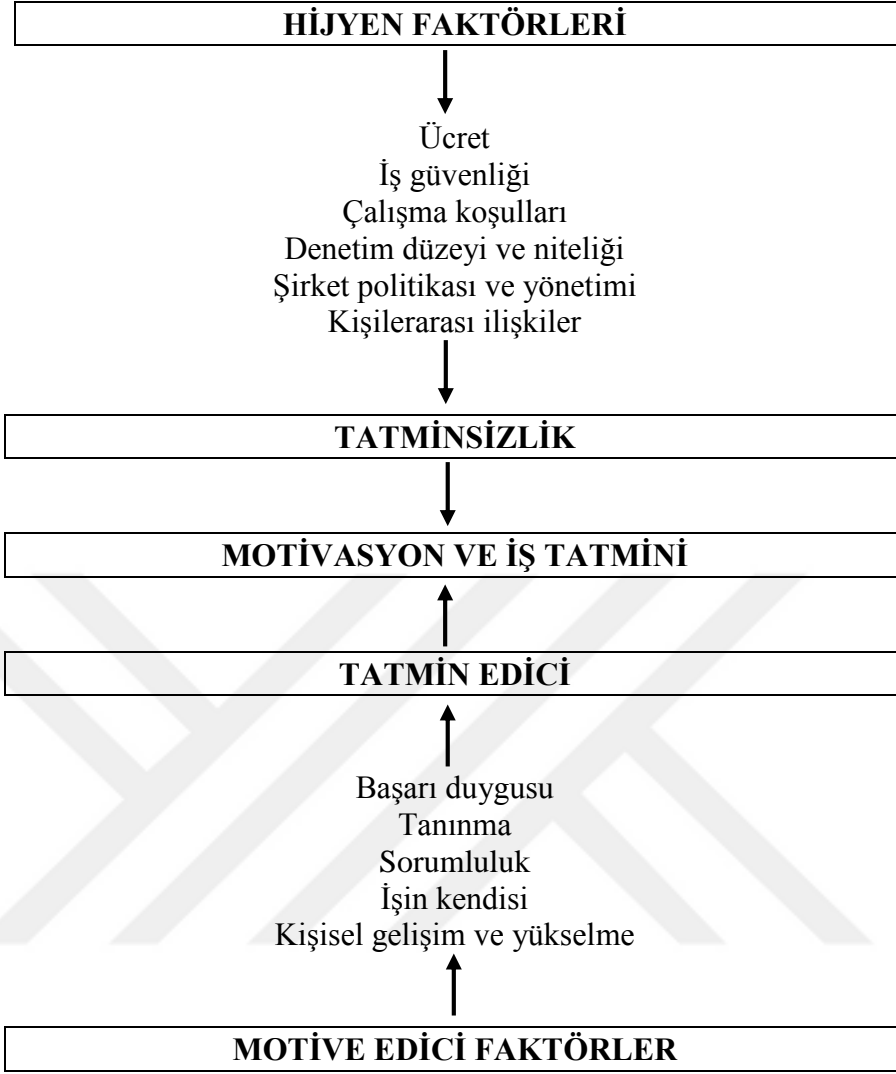 HİJYEN FAKTÖRLERİ
Ücret
İş güvenliği
Çalışma koşulları
Denetim düzeyi ve niteliği
Şirket politikası ve yönetimi
Kişilerarası ilişkiler
TATMİNSİZLİK
MOTİVASYON VE İŞ TATMİNİ
TATMİN EDİCİ
Başarı duygusu
Tanınma
Sorumluluk
İşin kendisi
Kişisel gelişim ve yükselme
MOTİVE EDİCİ FAKTÖRLER